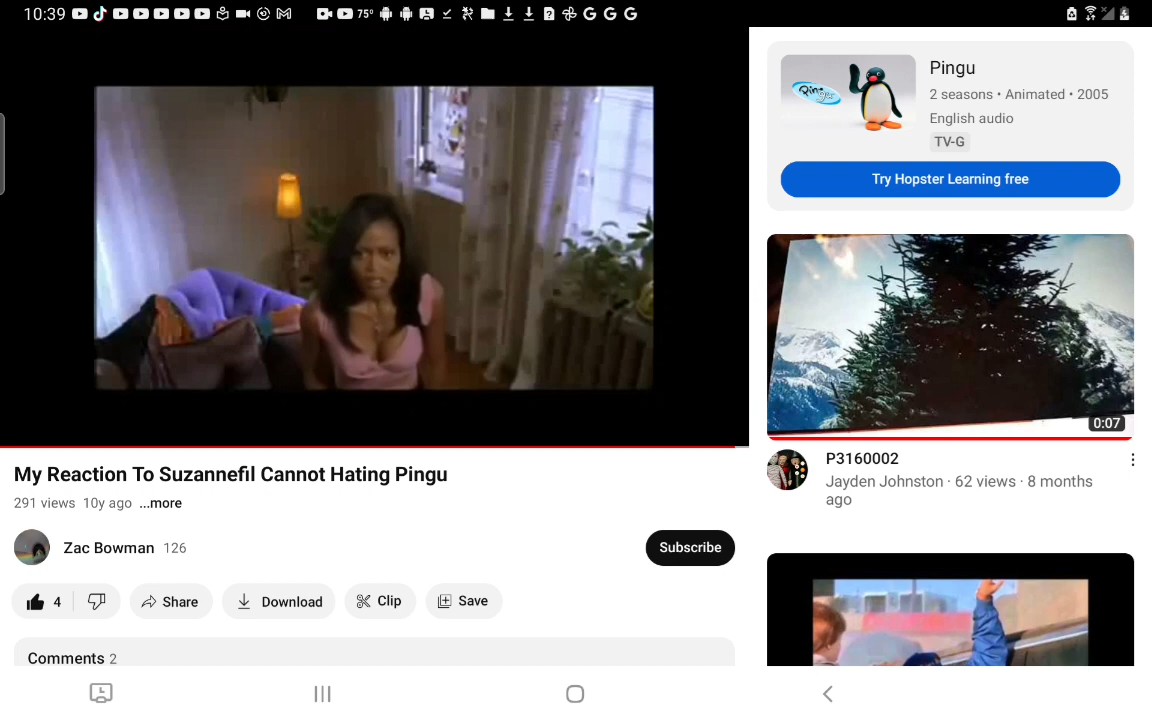 10:39
75°
Pingu
Pingu
2 seasons • Animated • 2005
English audio
TV-G
Try Hopster Learning free
0:07
P3160002
Jayden Johnston · 62 views · 8 months
ago
My Reaction To Suzannefil Cannot Hating Pingu
291 views 10y ago ...more
Zac Bowman 126
Subscribe
4
Share
Download
Clip
Save
Comments 2